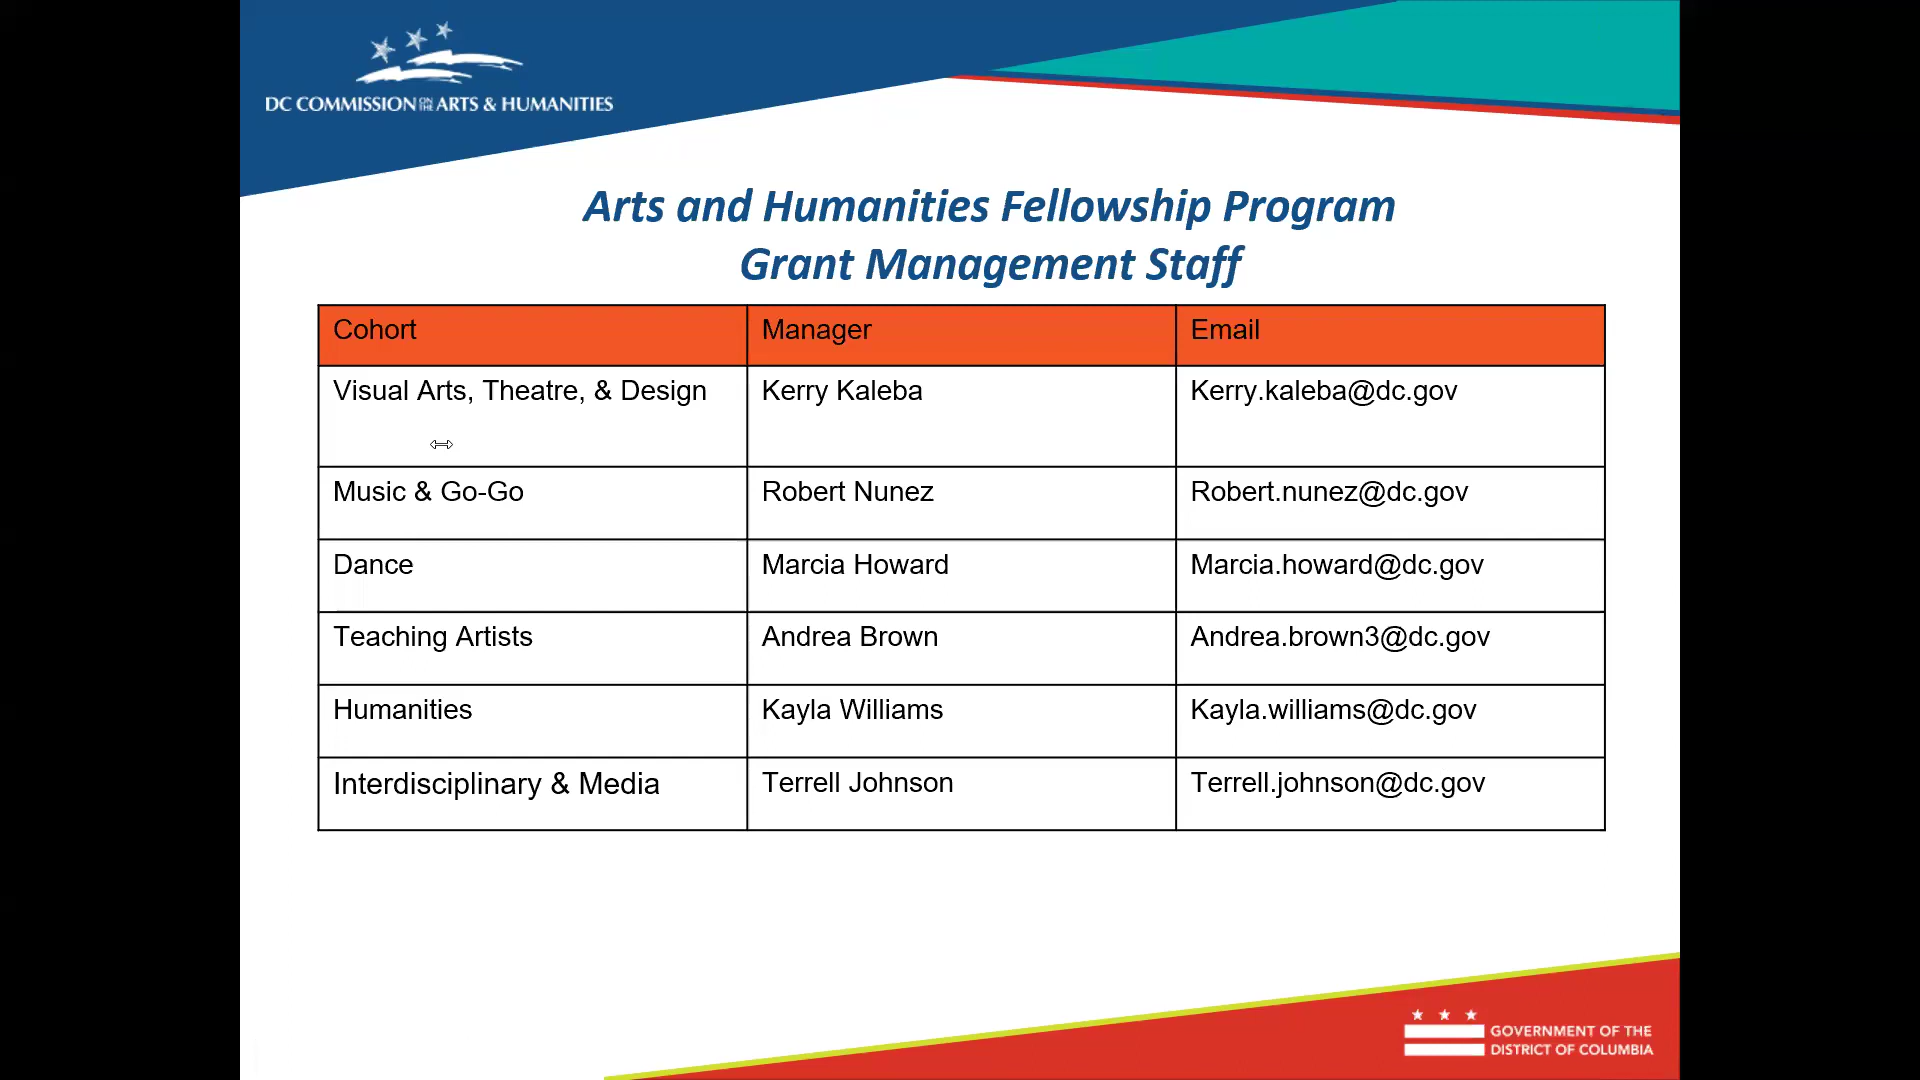 DC COMMISSION ON THE ARTS & HUMANITIES
Arts and Humanities Fellowship Program
Grant Management Staff
Cohort Manager Email
Visual Arts, Theatre, & Design Kerry Kaleba Kerry.kaleba@dc.gov
Music & Go-Go Robert Nunez Robert.nunez@dc.gov
Dance Marcia Howard Marcia.howard@dc.gov
Teaching Artists Andrea Brown Andrea.brown3@dc.gov
Humanities Kayla Williams Kayla.williams@dc.gov
Interdisciplinary & Media Terrell Johnson Terrell.johnson@dc.gov
GOVERNMENT OF THE
DISTRICT OF COLUMBIA